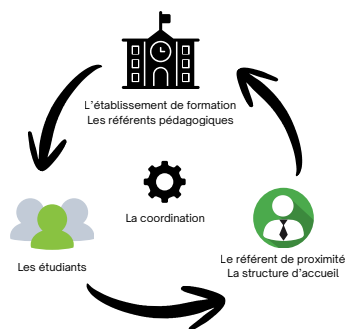 L'établissement de formation
Les référents pédagogiques
La coordination
Les étudiants
Le référent de proximité
La structure d'accueil